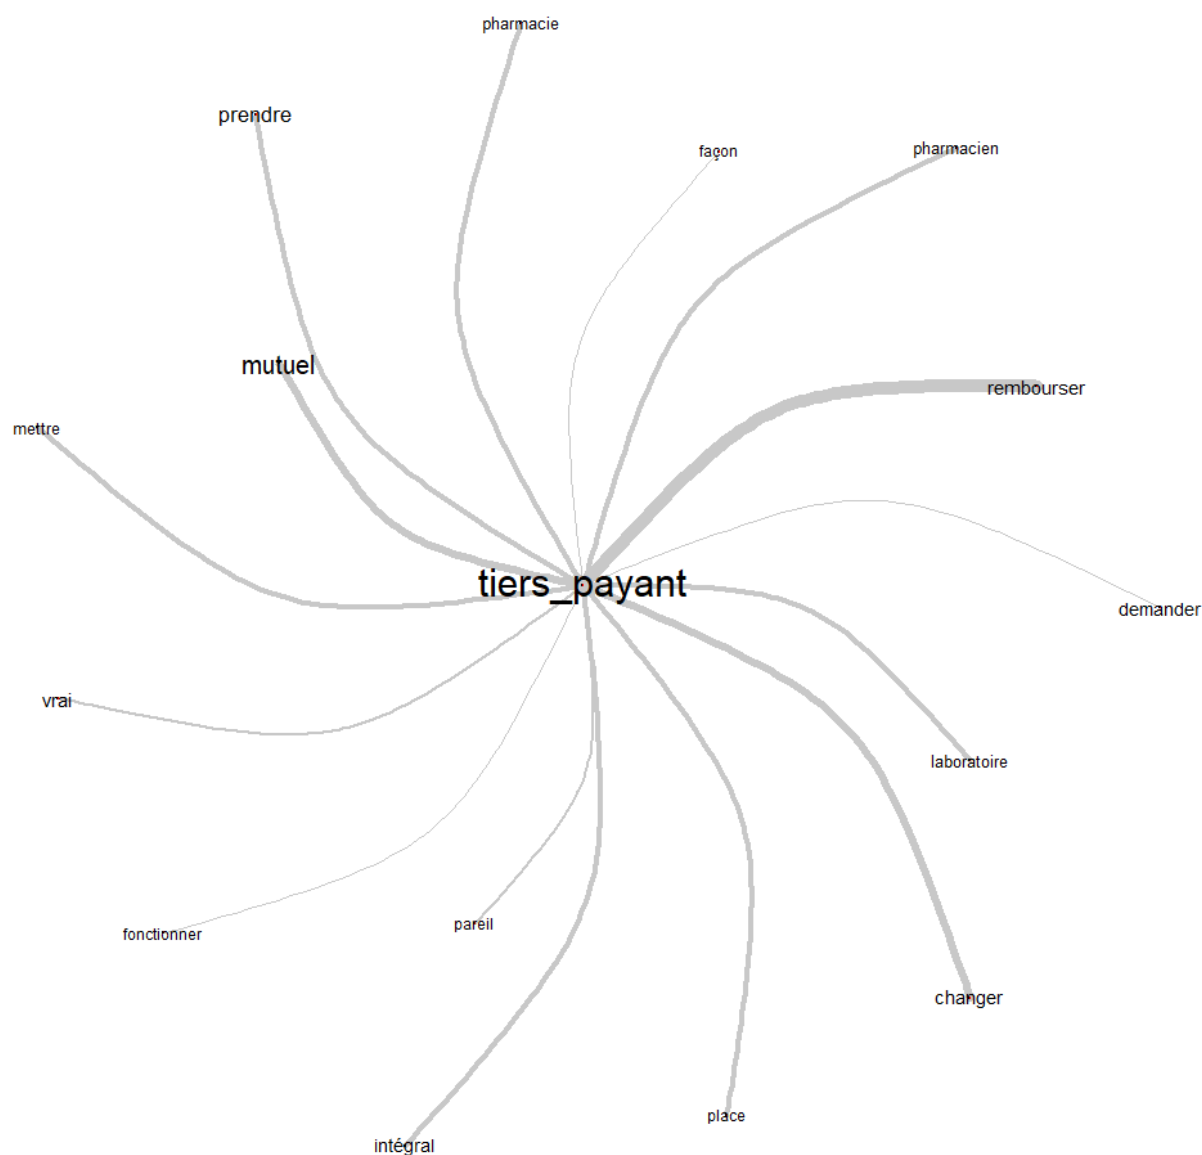 pharmacie
prendre
façon
pharmacien
mutuel
rembourser
mettre
tiers_payant
demander
vrai
laboratoire
pareil
fonctionner
changer
place
intégral